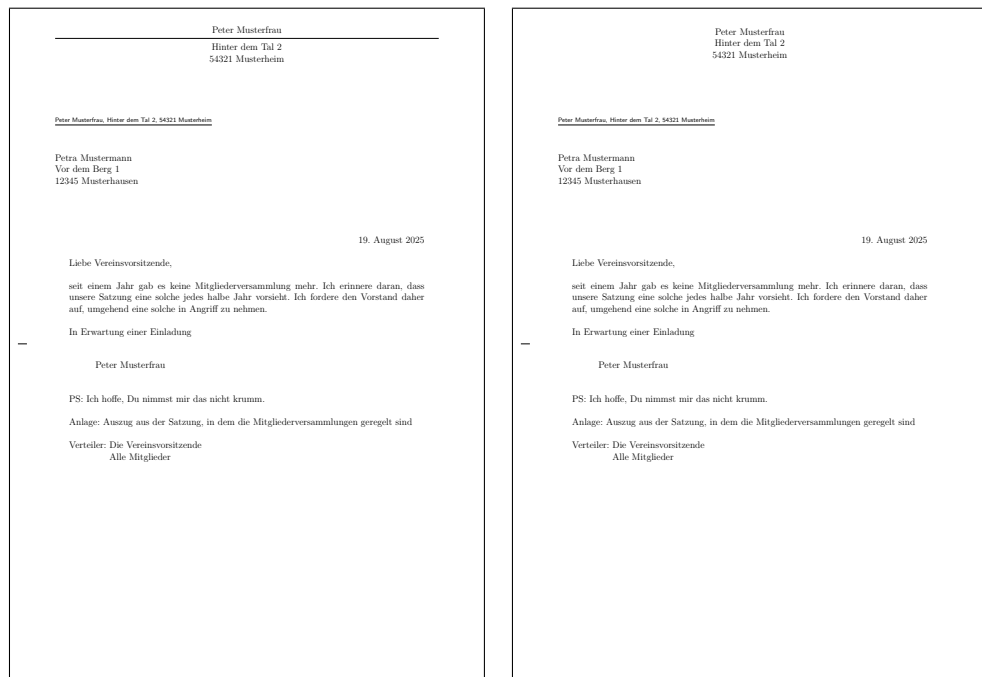 Peter Musterfrau
Hinter dem Tal 2
54321 Musterheim
Peter Musterfrau, Hinter dem Tal 2, 54321 Musterheim
Petra Mustermann
Vor dem Berg 1
12345 Musterhausen
19. August 2025
Liebe Vereinsvorsitzende,
seit einem Jahr gab es keine Mitgliederversammlung mehr. Ich erinnere daran, dass
unsere Satzung eine solche jedes halbe Jahr vorsieht. Ich fordere den Vorstand daher
auf, umgehend eine solche in Angriff zu nehmen.
In Erwartung einer Einladung
Peter Musterfrau
PS: Ich hoffe, Du nimmst mir das nicht krumm.
Anlage: Auszug aus der Satzung, in dem die Mitgliederversammlungen geregelt sind
Verteiler: Die Vereinsvorsitzende
Alle Mitglieder
Peter Musterfrau
Hinter dem Tal 2
54321 Musterheim
Peter Musterfrau, Hinter dem Tal 2, 54321 Musterheim
Petra Mustermann
Vor dem Berg 1
12345 Musterhausen
19. August 2025
Liebe Vereinsvorsitzende,
seit einem Jahr gab es keine Mitgliederversammlung mehr. Ich erinnere daran, dass
unsere Satzung eine solche jedes halbe Jahr vorsieht. Ich fordere den Vorstand daher
auf, umgehend eine solche in Angriff zu nehmen.
In Erwartung einer Einladung
Peter Musterfrau
PS: Ich hoffe, Du nimmst mir das nicht krumm.
Anlage: Auszug aus der Satzung, in dem die Mitgliederversammlungen geregelt sind
Verteiler: Die Vereinsvorsitzende
Alle Mitglieder